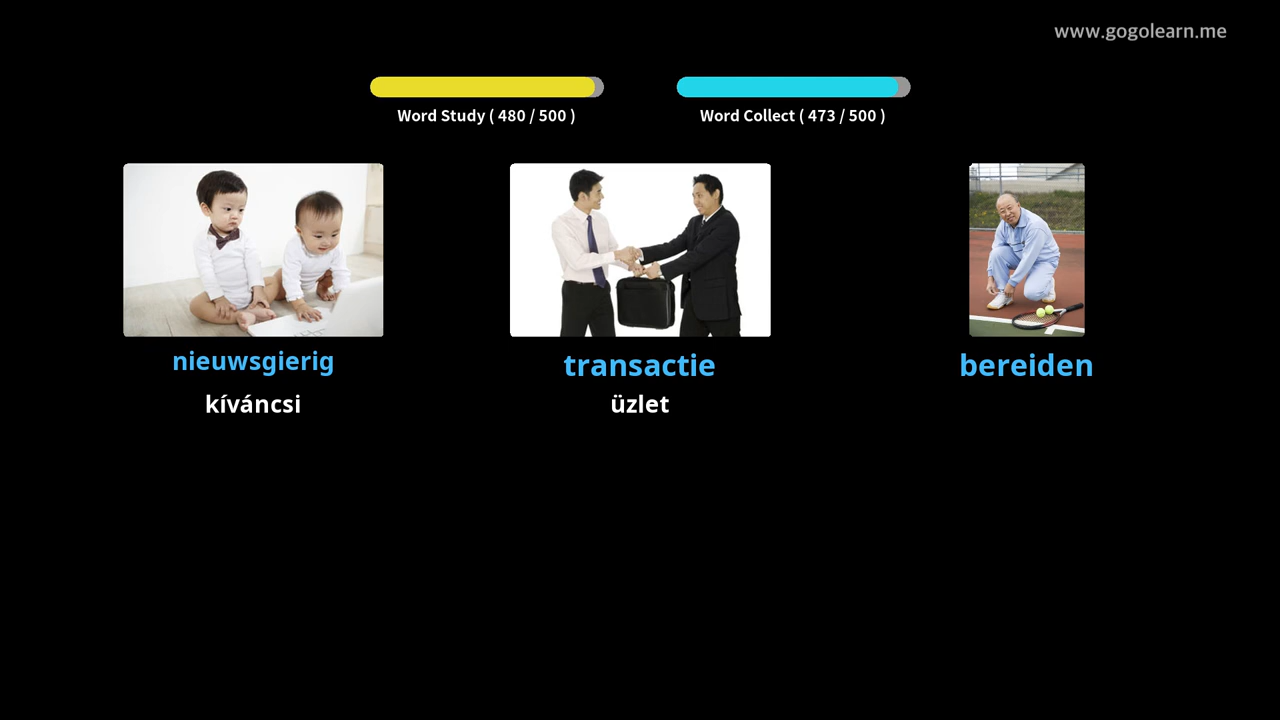 www.gogolearn.me
Word Study ( 480 / 500 )
Word Collect ( 473 / 500 )
nieuwsgierig
transactie
bereiden
kíváncsi
üzlet